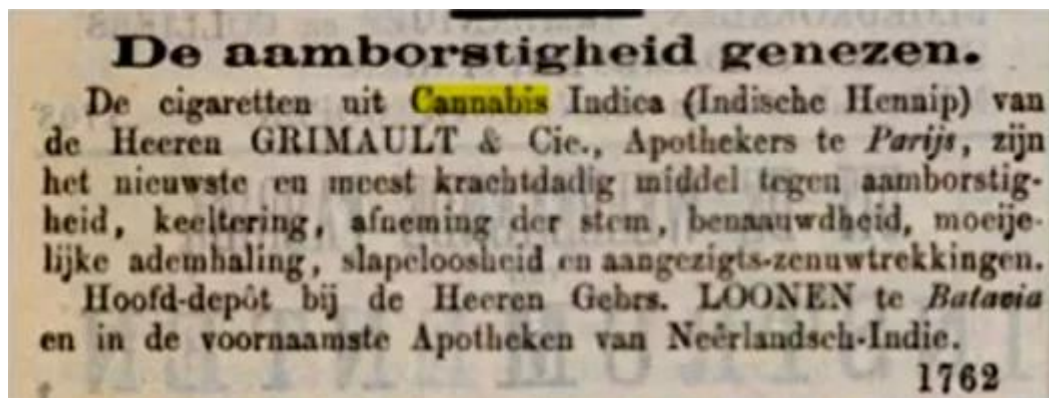 De aamborstigheid genezen.
De cigaretten uit Cannabis Indica (Indische Hennip) van
de Heeren GRIMAULT & Cie., Apothekers te Parijs, zijn
het nieuwste en meest krachtdadig middel tegen aamborstig-
heid, keeltering, afneming der stem, benaauwdheid, moeije-
lijke ademhaling, slapeloosheid en aangezigts-zenuwtrekkingen.
Hoofd-depôt bij de Heeren Gebrs. LOONEN te Batavia
en in de voornaamste Apotheken van Neêrlandsch-Indie.
1762